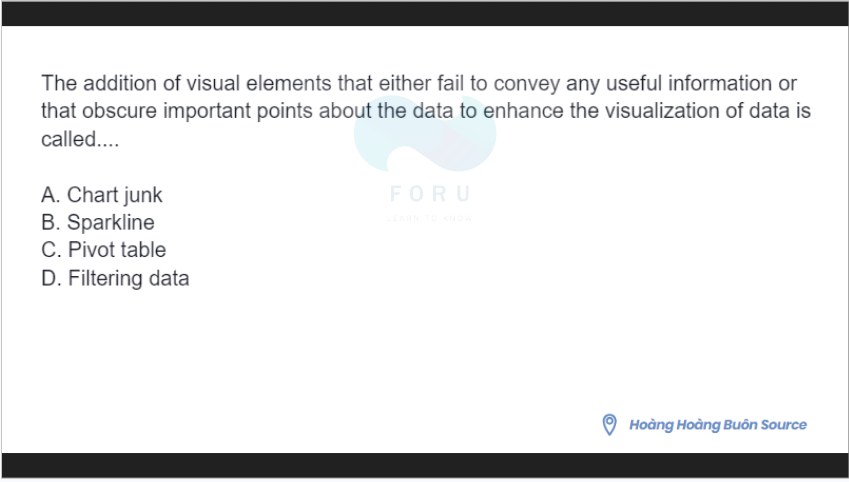 The addition of visual elements that either fail to convey any useful information or
that obscure important points about the data to enhance the visualization of data is
called....
A. Chart junk
B. Sparkline
C. Pivot table
D. Filtering data
FORU
Hoàng Hoàng Buôn Source